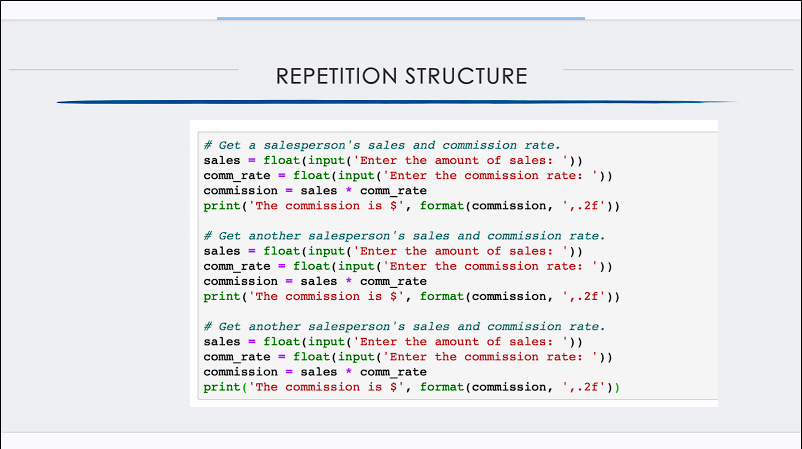 REPETITION STRUCTURE
# Get a salesperson's sales and commission rate.
sales = float(input('Enter the amount of sales: '))
comm_rate = float(input('Enter the commission rate: '))
commission = sales * comm_rate
print('The commission is $', format(commission, ',.2f'))
# Get another salesperson's sales and commission rate.
sales = float(input('Enter the amount of sales: '))
comm_rate = float(input('Enter the commission rate: '))
commission = sales * comm_rate
print('The commission is $', format(commission, ',.2f'))
# Get another salesperson's sales and commission rate.
sales = float(input('Enter the amount of sales: '))
comm_rate = float(input('Enter the commission rate: '))
commission = sales * comm_rate
print('The commission is $', format(commission, ',.2f'))